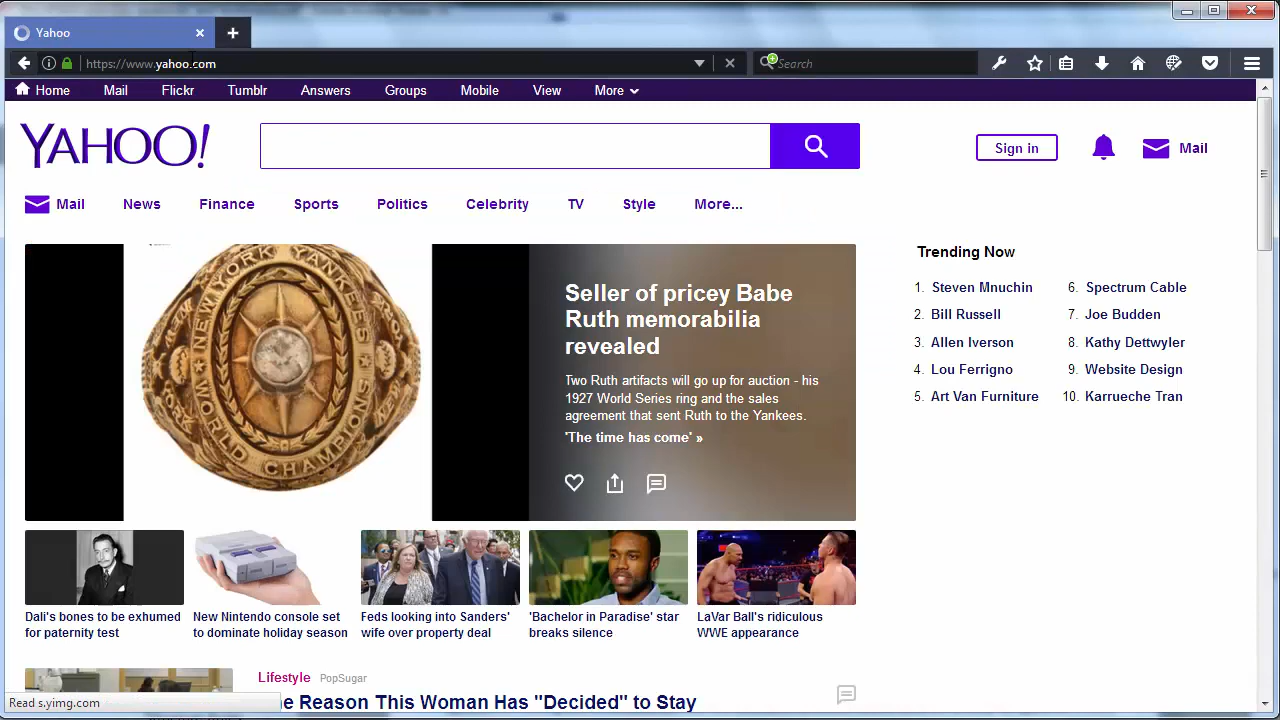 Yahoo
https://www.yahoo.com
Search
Home Mail Flickr Tumblr Answers Groups Mobile View More
YAHOO!
Sign in
Mail
Mail News Finance Sports Politics Celebrity TV Style More...
NEW YORK YANKEES
WORLD CHAMPIONS
Seller of pricey Babe
Ruth memorabilia
revealed
Two Ruth artifacts will go up for auction - his
1927 World Series ring and the sales
agreement that sent Ruth to the Yankees.
'The time has come' »
Trending Now
1. Steven Mnuchin
2. Bill Russell
3. Allen Iverson
4. Lou Ferrigno
5. Art Van Furniture
6. Spectrum Cable
7. Joe Budden
8. Kathy Dettwyler
9. Website Design
10. Karrueche Tran
Dali's bones to be exhumed
for paternity test
New Nintendo console set
to dominate holiday season
Feds looking into Sanders'
wife over property deal
'Bachelor in Paradise' star
breaks silence
LaVar Ball's ridiculous
WWE appearance
Lifestyle PopSugar
e Reason This Woman Has "Decided" to Stay
Read s.yimg.com